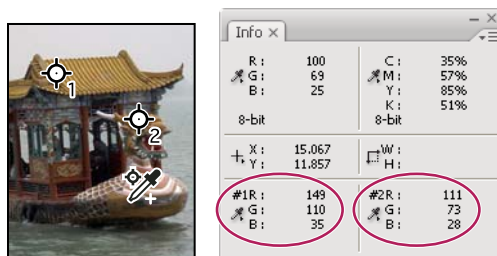 1
2
Info ×
R: 100
G: 69
B: 25
8-bit
C: 35%
M: 57%
Y: 85%
K: 51%
8-bit
X: 15.067
Y: 11.857
W:
H:
#1R: 149
G: 110
B: 35
#2R: 111
G: 73
B: 28